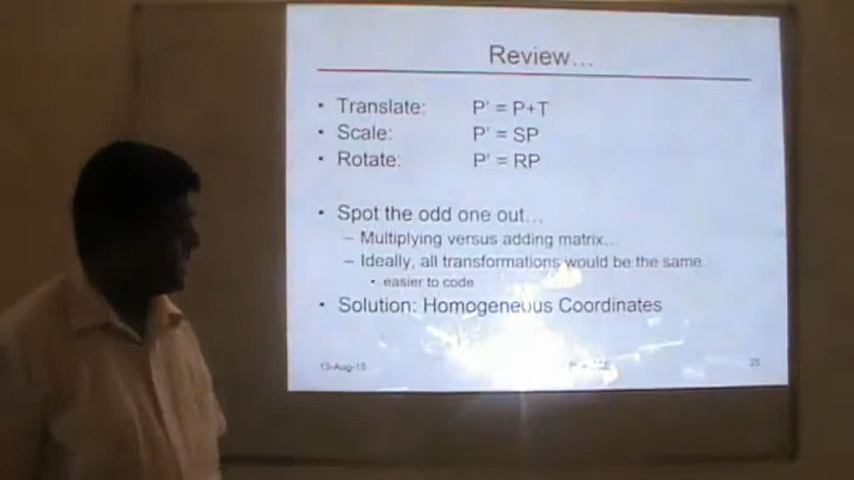 Review…
• Translate: P' = P+T
• Scale: P' = SP
• Rotate: P' = RP
• Spot the odd one out…
– Multiplying versus adding matrix…
– Ideally, all transformations would be the same.
• easier to code
• Solution: Homogeneous Coordinates
13-Aug-15
25